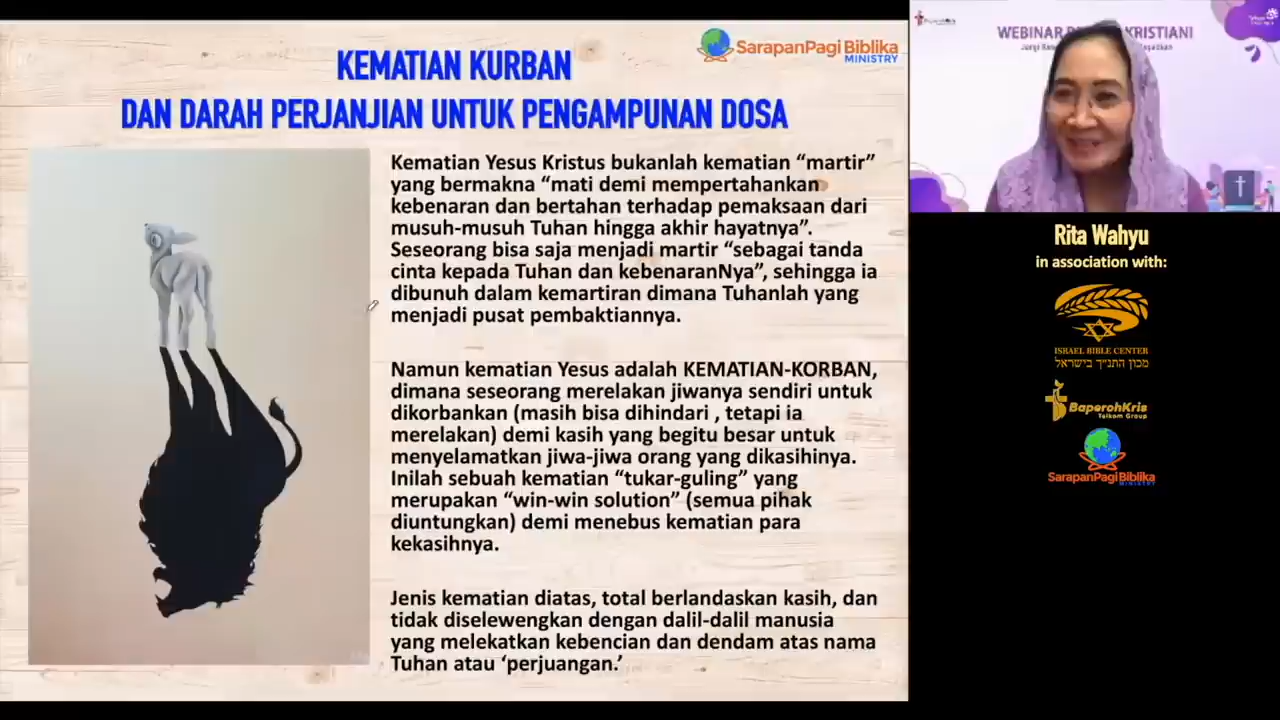 KEMATIAN KURBAN
DAN DARAH PERJANJIAN UNTUK PENGAMPUNAN DOSA
SarapanPagi Biblika
MINISTRY
Kematian Yesus Kristus bukanlah kematian “martir”
yang bermakna “mati demi mempertahankan
kebenaran dan bertahan terhadap pemaksaan dari
musuh-musuh Tuhan hingga akhir hayatnya”.
Seseorang bisa saja menjadi martir “sebagai tanda
cinta kepada Tuhan dan kebenaranNya”, sehingga ia
dibunuh dalam kemartiran dimana Tuhanlah yang
menjadi pusat pembaktiannya.
Namun kematian Yesus adalah KEMATIAN-KORBAN,
dimana seseorang merelakan jiwanya sendiri untuk
dikorbankan (masih bisa dihindari , tetapi ia
merelakan) demi kasih yang begitu besar untuk
menyelamatkan jiwa-jiwa orang yang dikasihinya.
Inilah sebuah kematian “tukar-guling” yang
merupakan “win-win solution” (semua pihak
diuntungkan) demi menebus kematian para
kekasihnya.
Jenis kematian diatas, total berlandaskan kasih, dan
tidak diselewengkan dengan dalil-dalil manusia
yang melekatkan kebencian dan dendam atas nama
Tuhan atau ‘perjuangan.’
BaperohKris
WEBINAR KRISTIANI
Rita Wahyu
in association with:
ISRAEL BIBLE CENTER
מכון התנ״ך בישראל
BaperohKris
Telkom Group
SarapanPagi Biblika
MINISTRY